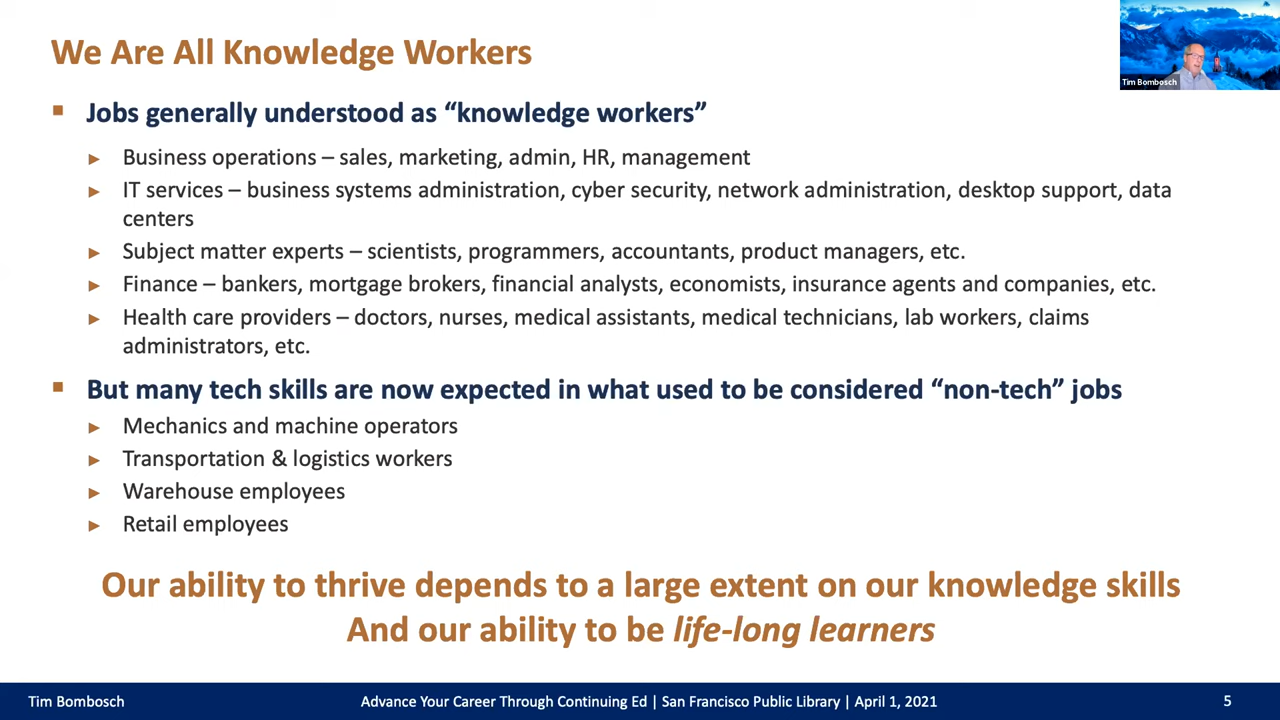 We Are All Knowledge Workers
Tim Bombosch
▪ Jobs generally understood as “knowledge workers”
► Business operations – sales, marketing, admin, HR, management
► IT services – business systems administration, cyber security, network administration, desktop support, data
centers
► Subject matter experts – scientists, programmers, accountants, product managers, etc.
► Finance – bankers, mortgage brokers, financial analysts, economists, insurance agents and companies, etc.
► Health care providers – doctors, nurses, medical assistants, medical technicians, lab workers, claims
administrators, etc.
▪ But many tech skills are now expected in what used to be considered “non-tech” jobs
► Mechanics and machine operators
► Transportation & logistics workers
► Warehouse employees
► Retail employees
Our ability to thrive depends to a large extent on our knowledge skills
And our ability to be life-long learners
Tim Bombosch
Advance Your Career Through Continuing Ed | San Francisco Public Library | April 1, 2021
5